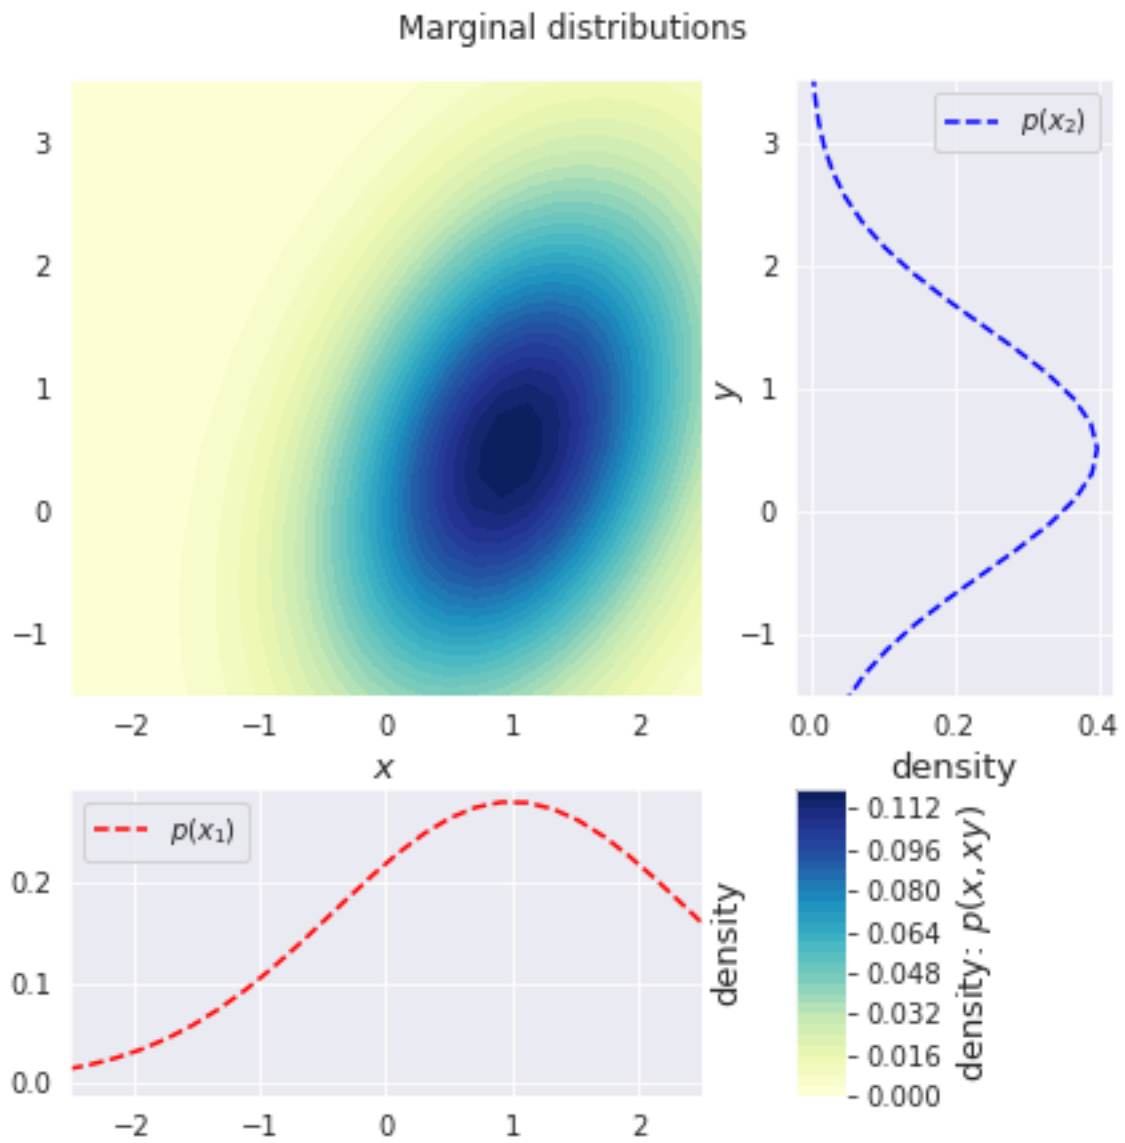 Marginal distributions
3
2
1
0
−1
−2 −1 0 1 2
x
y
3
2
1
0
−1
p(x₂)
0.0 0.2 0.4
density
p(x₁)
0.2
0.1
0.0
−2 −1 0 1 2
density
0.112
0.096
0.080
0.064
0.048
0.032
0.016
0.000
density: p(x, xy)